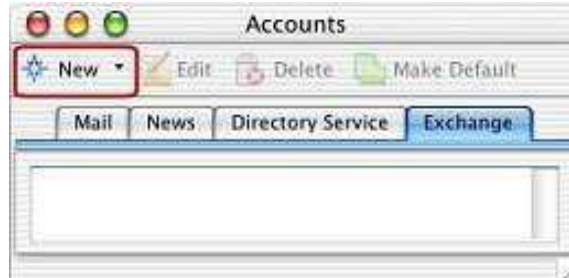 Accounts
New Edit Delete Make Default
Mail News Directory Service Exchange